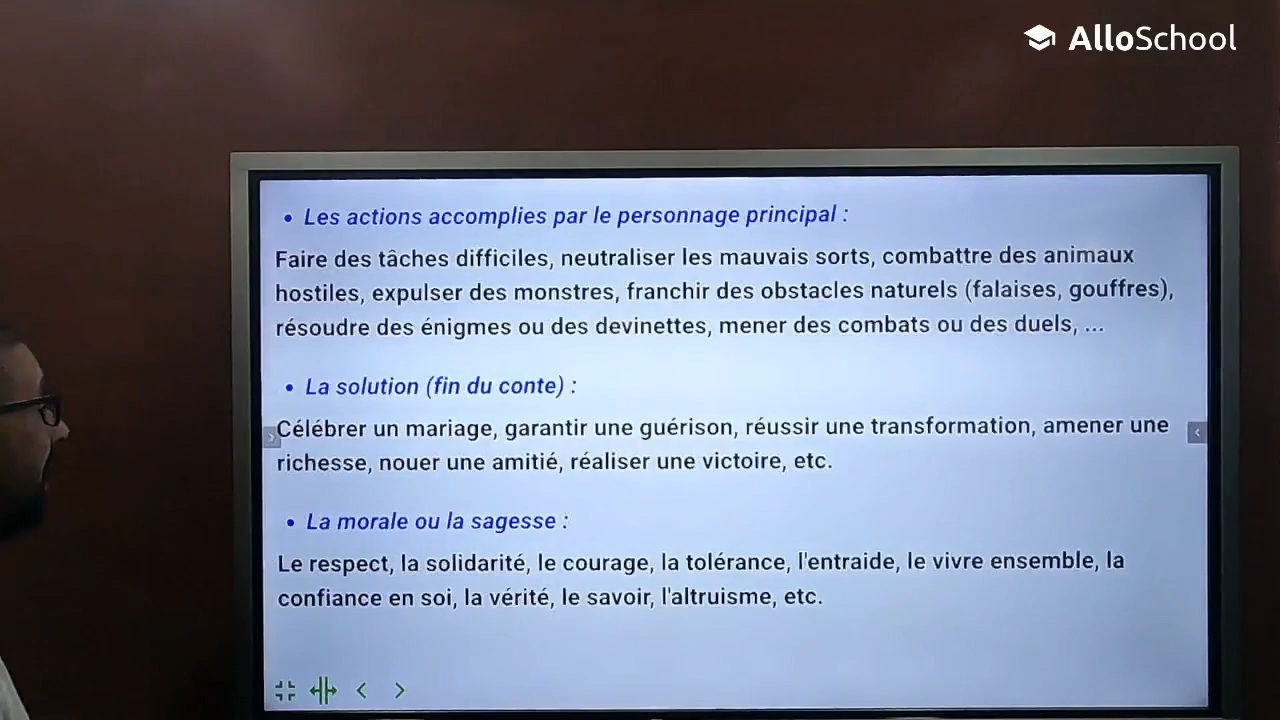 AlloSchool
• Les actions accomplies par le personnage principal :
Faire des tâches difficiles, neutraliser les mauvais sorts, combattre des animaux
hostiles, expulser des monstres, franchir des obstacles naturels (falaises, gouffres),
résoudre des énigmes ou des devinettes, mener des combats ou des duels, ...
• La solution (fin du conte) :
Célébrer un mariage, garantir une guérison, réussir une transformation, amener une
richesse, nouer une amitié, réaliser une victoire, etc.
• La morale ou la sagesse :
Le respect, la solidarité, le courage, la tolérance, l'entraide, le vivre ensemble, la
confiance en soi, la vérité, le savoir, l'altruisme, etc.